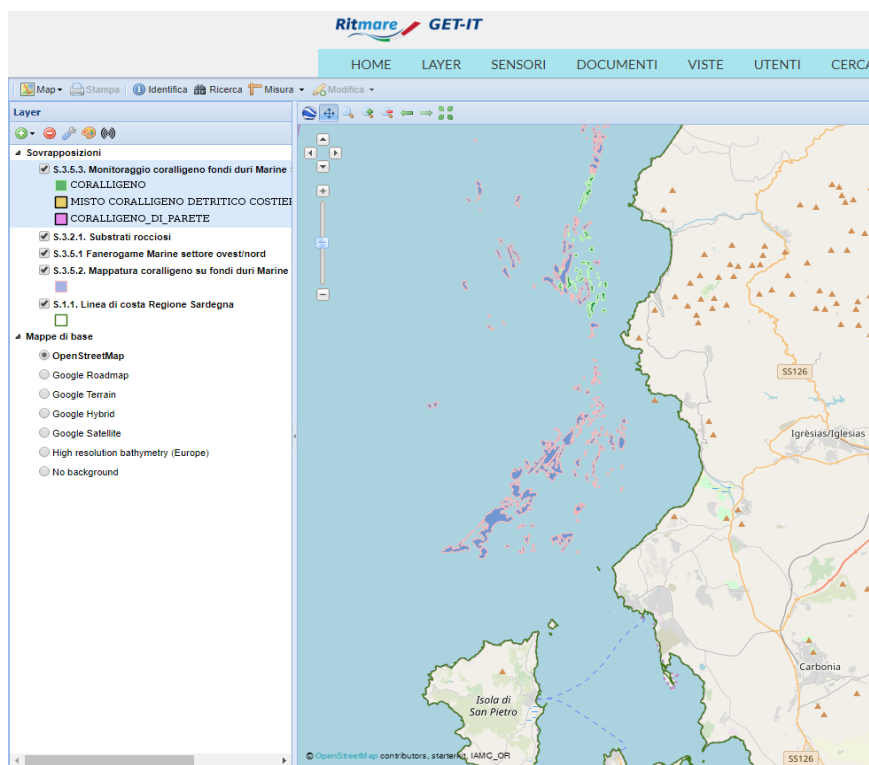 Ritmare GET-IT
HOME LAYER SENSORI DOCUMENTI VISTE UTENTI CERCA
Map Stampa Identifica Ricerca Misura Modifica
Layer
Sovrapposizioni
S.3.5.3. Monitoraggio coralligeno fondi duri Marine
CORALLIGENO
MISTO CORALLIGENO DETRITICO COSTIE
CORALLIGENO_DI_PARETE
S.3.2.1. Substrati rocciosi
S.3.5.1 Fanerogame Marine settore ovest/nord
S.3.5.2. Mappatura coralligeno su fondi duri Marine
S.1.1. Linea di costa Regione Sardegna
Mappe di base
OpenStreetMap
Google Roadmap
Google Terrain
Google Hybrid
Google Satellite
High resolution bathymetry (Europe)
No background
SS126
Igrèsias/Iglesias
Carbonia
Isola di
San Pietro
SS126
© OpenStreetMap contributors, starterkit, IAMC_OR